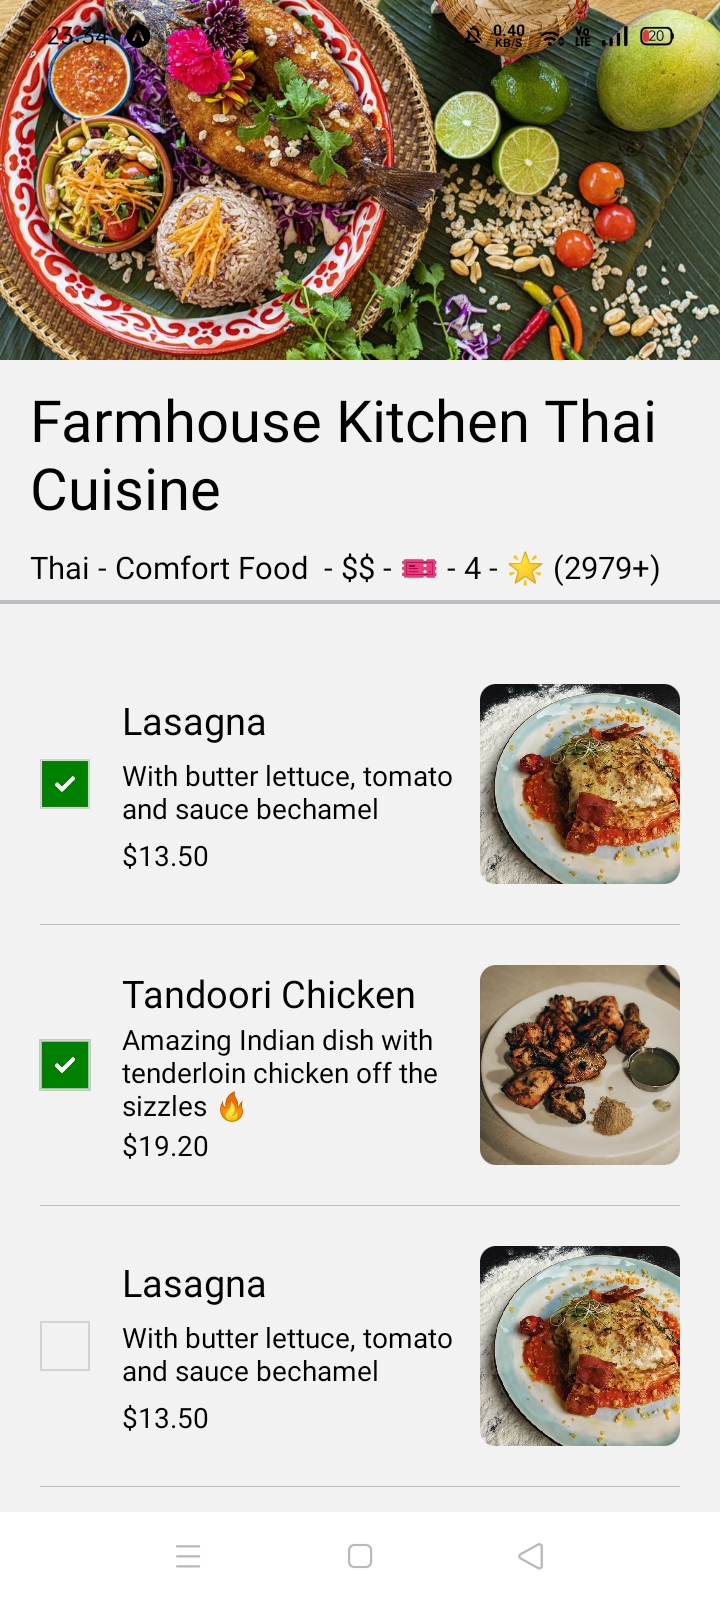 23:34 0.40 KB/S Vo LTE 20
Farmhouse Kitchen Thai
Cuisine
Thai - Comfort Food - $$ - 🎫 - 4 - 🌟 (2979+)
Lasagna
With butter lettuce, tomato
and sauce bechamel
$13.50
Tandoori Chicken
Amazing Indian dish with
tenderloin chicken off the
sizzles 🔥
$19.20
Lasagna
With butter lettuce, tomato
and sauce bechamel
$13.50